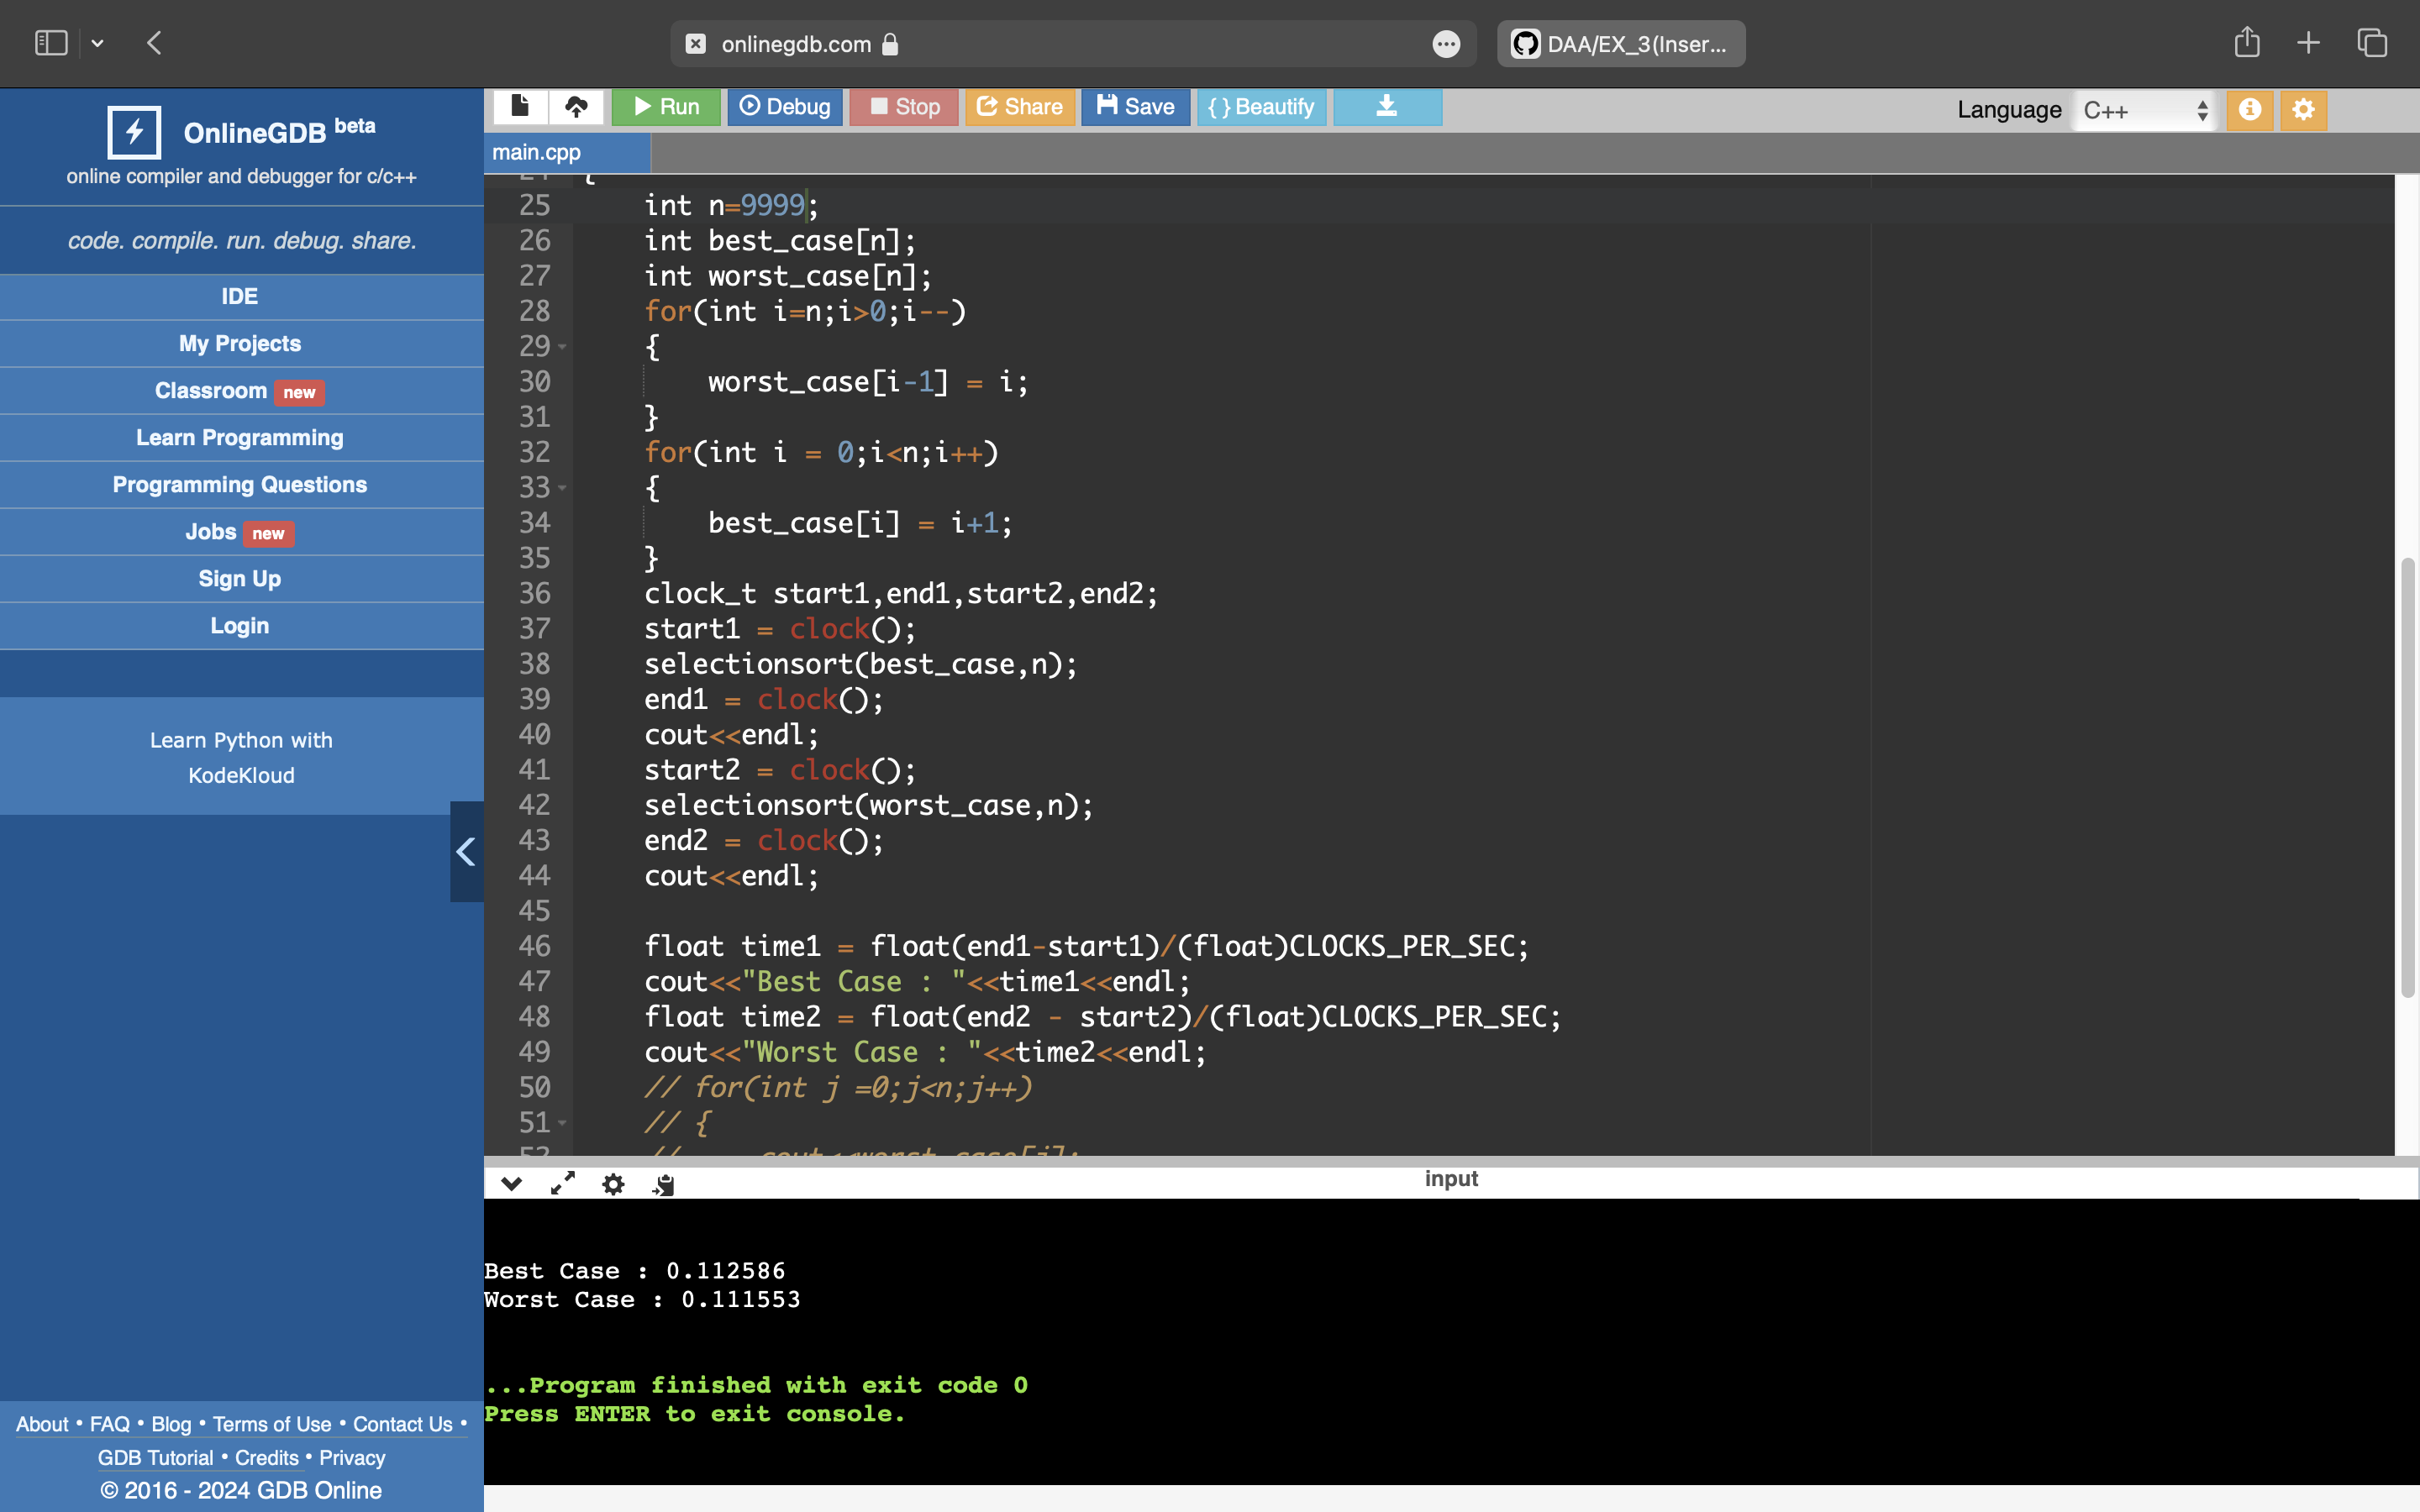 onlinegdb.com
DAA/EX_3(Inser...
OnlineGDB beta
online compiler and debugger for c/c++
code. compile. run. debug. share.
IDE
My Projects
Classroom new
Learn Programming
Programming Questions
Jobs new
Sign Up
Login
Learn Python with
KodeKloud
About • FAQ • Blog • Terms of Use • Contact Us •
GDB Tutorial • Credits • Privacy
© 2016 - 2024 GDB Online
Run Debug Stop Share Save {} Beautify
Language C++
main.cpp
24 {
25 int n=9999;
26 int best_case[n];
27 int worst_case[n];
28 for(int i=n;i>0;i--)
29 {
30 worst_case[i-1] = i;
31 }
32 for(int i = 0;i<n;i++)
33 {
34 best_case[i] = i+1;
35 }
36 clock_t start1,end1,start2,end2;
37 start1 = clock();
38 selectionsort(best_case,n);
39 end1 = clock();
40 cout<<endl;
41 start2 = clock();
42 selectionsort(worst_case,n);
43 end2 = clock();
44 cout<<endl;
45
46 float time1 = float(end1-start1)/(float)CLOCKS_PER_SEC;
47 cout<<"Best Case : "<<time1<<endl;
48 float time2 = float(end2 - start2)/(float)CLOCKS_PER_SEC;
49 cout<<"Worst Case : "<<time2<<endl;
50 // for(int j =0;j<n;j++)
51 // {
52 // cout<<worst_case[j];
input
Best Case : 0.112586
Worst Case : 0.111553
...Program finished with exit code 0
Press ENTER to exit console.